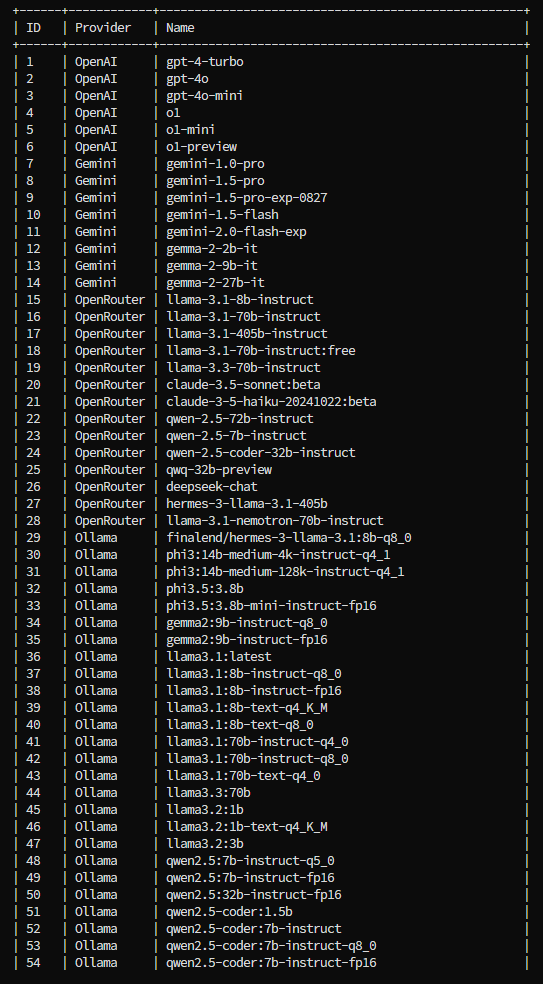 +------+------------+------------------------------------------------+
| ID | Provider | Name |
+------+------------+------------------------------------------------+
| 1 | OpenAI | gpt-4-turbo |
| 2 | OpenAI | gpt-4o |
| 3 | OpenAI | gpt-4o-mini |
| 4 | OpenAI | o1 |
| 5 | OpenAI | o1-mini |
| 6 | OpenAI | o1-preview |
| 7 | Gemini | gemini-1.0-pro |
| 8 | Gemini | gemini-1.5-pro |
| 9 | Gemini | gemini-1.5-pro-exp-0827 |
| 10 | Gemini | gemini-1.5-flash |
| 11 | Gemini | gemini-2.0-flash-exp |
| 12 | Gemini | gemma-2-2b-it |
| 13 | Gemini | gemma-2-9b-it |
| 14 | Gemini | gemma-2-27b-it |
| 15 | OpenRouter | llama-3.1-8b-instruct |
| 16 | OpenRouter | llama-3.1-70b-instruct |
| 17 | OpenRouter | llama-3.1-405b-instruct |
| 18 | OpenRouter | llama-3.1-70b-instruct:free |
| 19 | OpenRouter | llama-3.3-70b-instruct |
| 20 | OpenRouter | claude-3.5-sonnet:beta |
| 21 | OpenRouter | claude-3-5-haiku-20241022:beta |
| 22 | OpenRouter | qwen-2.5-72b-instruct |
| 23 | OpenRouter | qwen-2.5-7b-instruct |
| 24 | OpenRouter | qwen-2.5-coder-32b-instruct |
| 25 | OpenRouter | qwq-32b-preview |
| 26 | OpenRouter | deepseek-chat |
| 27 | OpenRouter | hermes-3-llama-3.1-405b |
| 28 | OpenRouter | llama-3.1-nemotron-70b-instruct |
| 29 | Ollama | finalend/hermes-3-llama-3.1:8b-q8_0 |
| 30 | Ollama | phi3:14b-medium-4k-instruct-q4_1 |
| 31 | Ollama | phi3:14b-medium-128k-instruct-q4_1 |
| 32 | Ollama | phi3.5:3.8b |
| 33 | Ollama | phi3.5:3.8b-mini-instruct-fp16 |
| 34 | Ollama | gemma2:9b-instruct-q8_0 |
| 35 | Ollama | gemma2:9b-instruct-fp16 |
| 36 | Ollama | llama3.1:latest |
| 37 | Ollama | llama3.1:8b-instruct-q8_0 |
| 38 | Ollama | llama3.1:8b-instruct-fp16 |
| 39 | Ollama | llama3.1:8b-text-q4_K_M |
| 40 | Ollama | llama3.1:8b-text-q8_0 |
| 41 | Ollama | llama3.1:70b-instruct-q4_0 |
| 42 | Ollama | llama3.1:70b-instruct-q8_0 |
| 43 | Ollama | llama3.1:70b-text-q4_0 |
| 44 | Ollama | llama3.3:70b |
| 45 | Ollama | llama3.2:1b |
| 46 | Ollama | llama3.2:1b-text-q4_K_M |
| 47 | Ollama | llama3.2:3b |
| 48 | Ollama | qwen2.5:7b-instruct-q5_0 |
| 49 | Ollama | qwen2.5:7b-instruct-fp16 |
| 50 | Ollama | qwen2.5:32b-instruct-fp16 |
| 51 | Ollama | qwen2.5-coder:1.5b |
| 52 | Ollama | qwen2.5-coder:7b-instruct |
| 53 | Ollama | qwen2.5-coder:7b-instruct-q8_0 |
| 54 | Ollama | qwen2.5-coder:7b-instruct-fp16 |